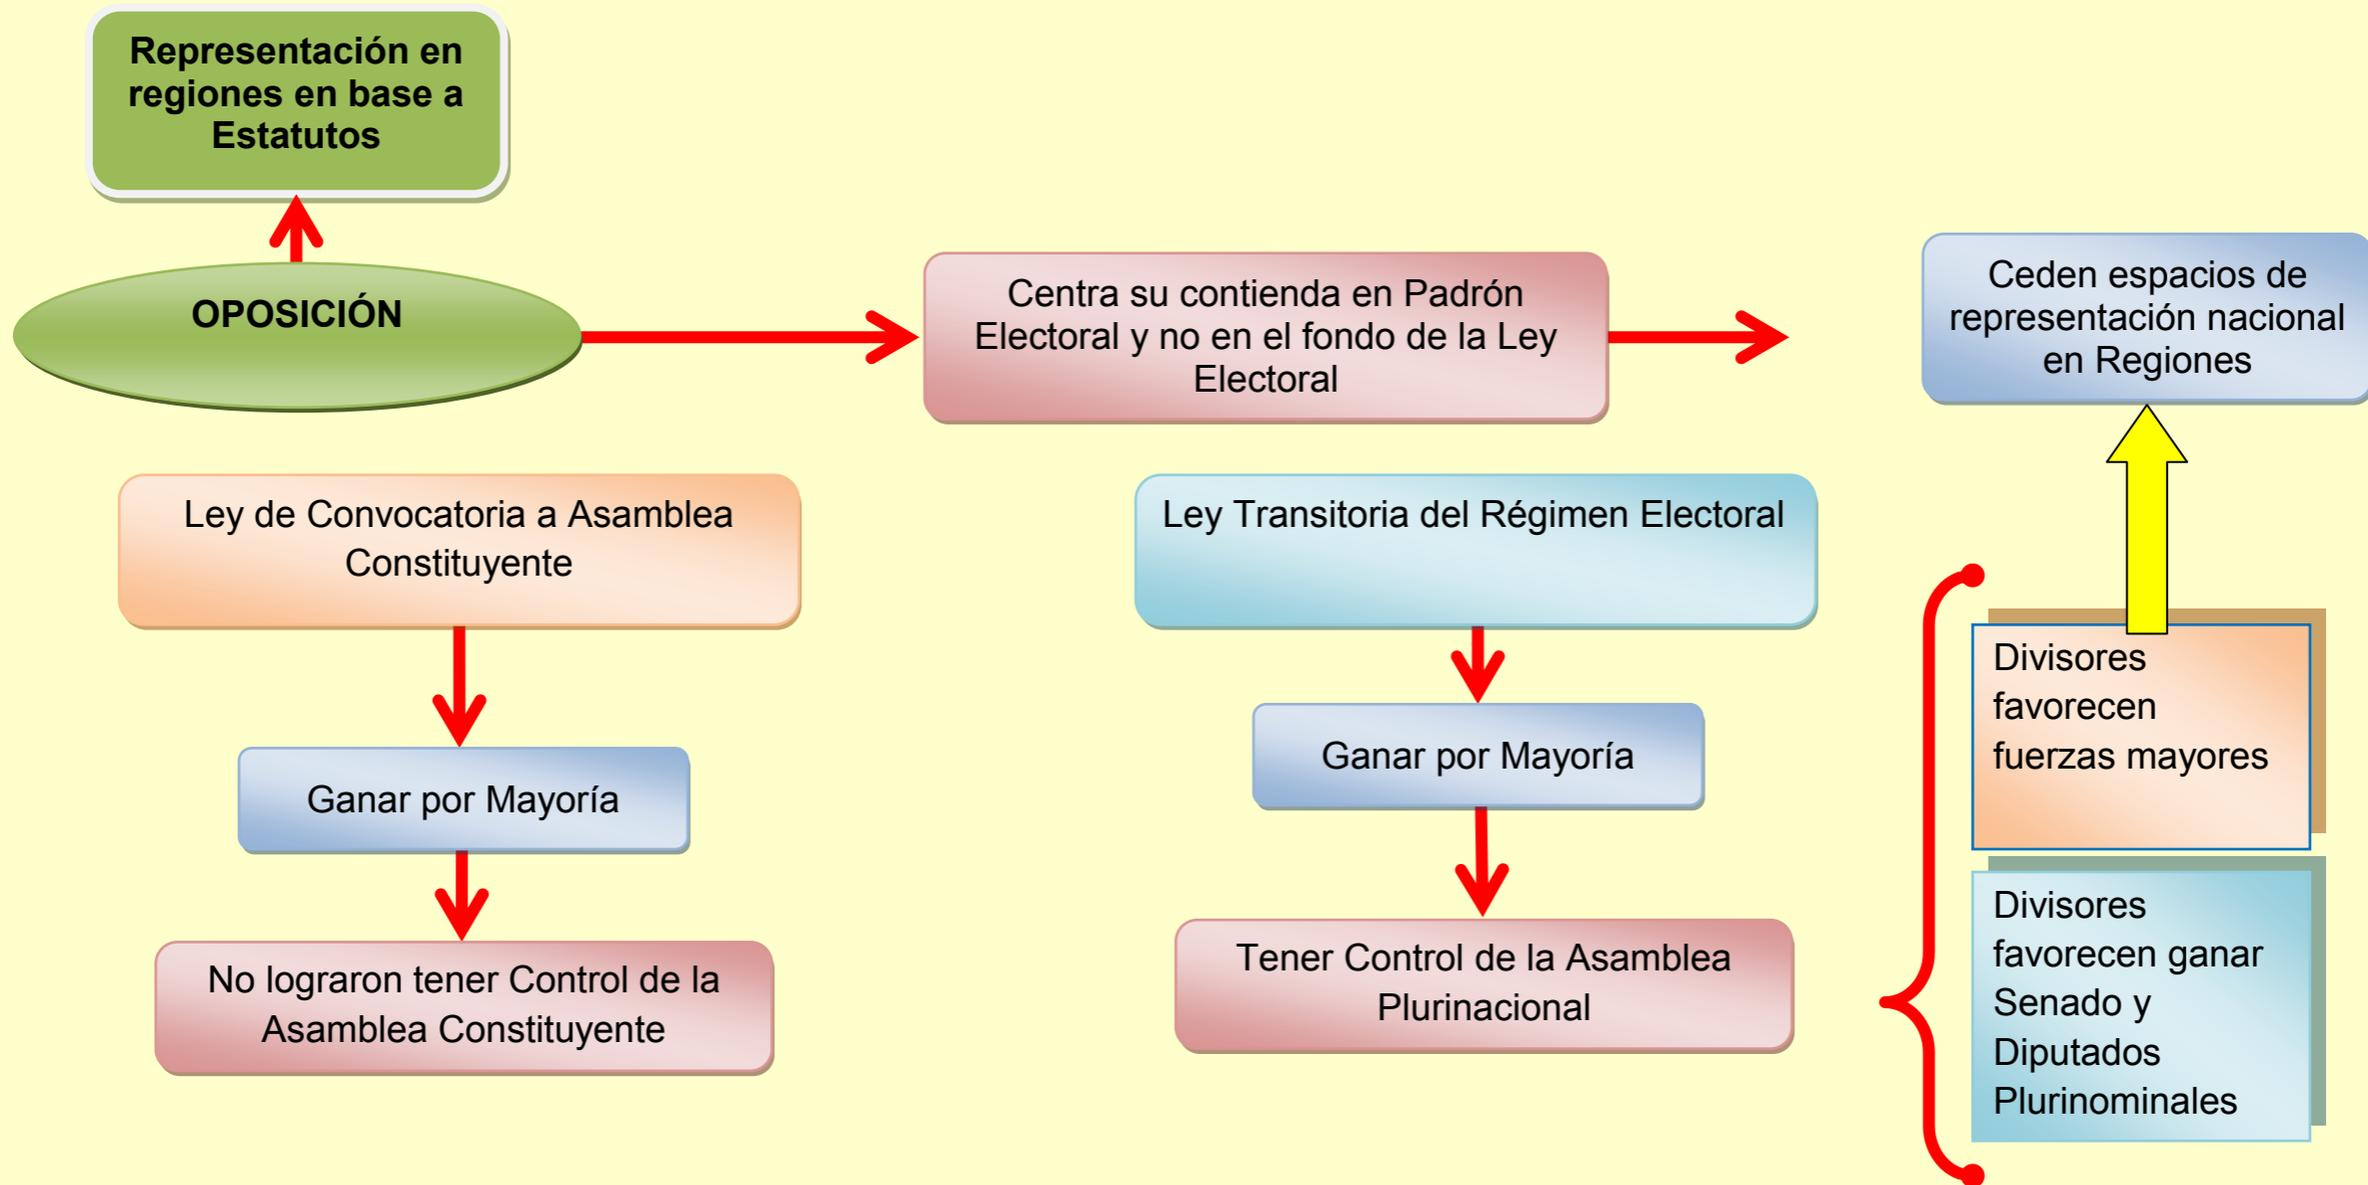 Representación en
regiones en base a
Estatutos
OPOSICIÓN
Centra su contienda en Padrón
Electoral y no en el fondo de la Ley
Electoral
Ceden espacios de
representación nacional
en Regiones
Ley de Convocatoria a Asamblea
Constituyente
Ganar por Mayoría
No lograron tener Control de la
Asamblea Constituyente
Ley Transitoria del Régimen Electoral
Ganar por Mayoría
Tener Control de la Asamblea
Plurinacional
Divisores
favorecen
fuerzas mayores
Divisores
favorecen ganar
Senado y
Diputados
Plurinominales